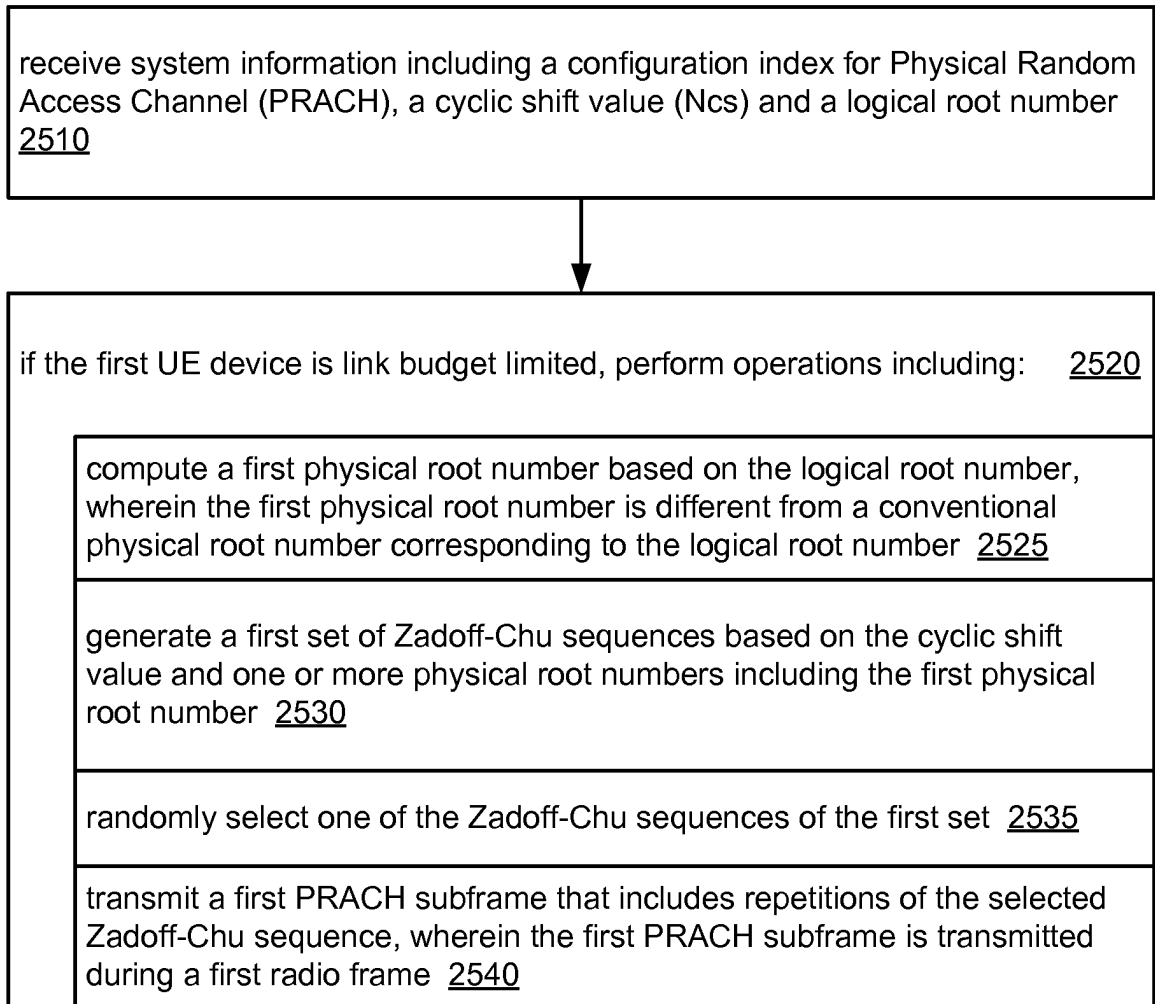 receive system information including a configuration index for Physical Random
Access Channel (PRACH), a cyclic shift value (Ncs) and a logical root number
2510
if the first UE device is link budget limited, perform operations including: 2520
compute a first physical root number based on the logical root number,
wherein the first physical root number is different from a conventional
physical root number corresponding to the logical root number 2525
generate a first set of Zadoff-Chu sequences based on the cyclic shift
value and one or more physical root numbers including the first physical
root number 2530
randomly select one of the Zadoff-Chu sequences of the first set 2535
transmit a first PRACH subframe that includes repetitions of the selected
Zadoff-Chu sequence, wherein the first PRACH subframe is transmitted
during a first radio frame 2540